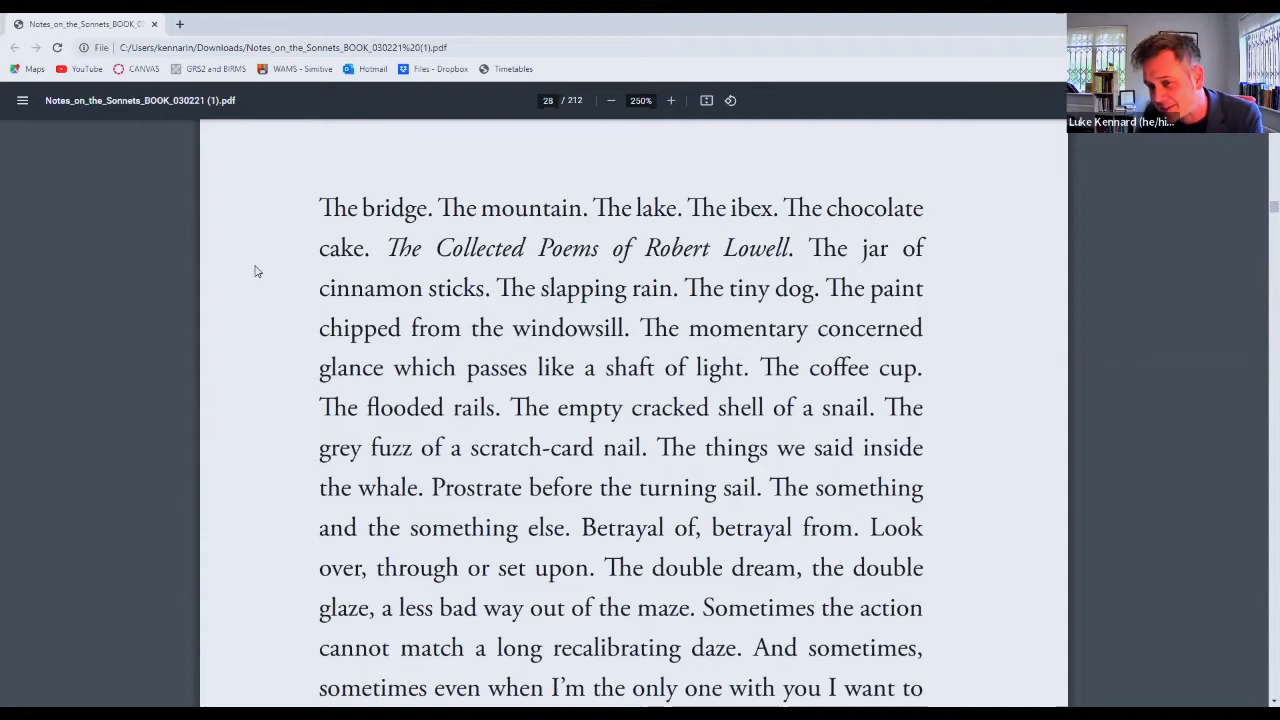 Notes_on_the_Sonnets_BOOK_03
File
C:/Users/kennarln/Downloads/Notes_on_the_Sonnets_BOOK_030221%20(1).pdf
Maps
YouTube
CANVAS
GRS2 and BIRMS
WAMS - Simitive
Hotmail
Files - Dropbox
Timetables
Notes_on_the_Sonnets_BOOK_030221 (1).pdf
28 / 212
250%
Luke Kennard (he/hi...
The bridge. The mountain. The lake. The ibex. The chocolate
cake. The Collected Poems of Robert Lowell. The jar of
cinnamon sticks. The slapping rain. The tiny dog. The paint
chipped from the windowsill. The momentary concerned
glance which passes like a shaft of light. The coffee cup.
The flooded rails. The empty cracked shell of a snail. The
grey fuzz of a scratch-card nail. The things we said inside
the whale. Prostrate before the turning sail. The something
and the something else. Betrayal of, betrayal from. Look
over, through or set upon. The double dream, the double
glaze, a less bad way out of the maze. Sometimes the action
cannot match a long recalibrating daze. And sometimes,
sometimes even when I’m the only one with you I want to